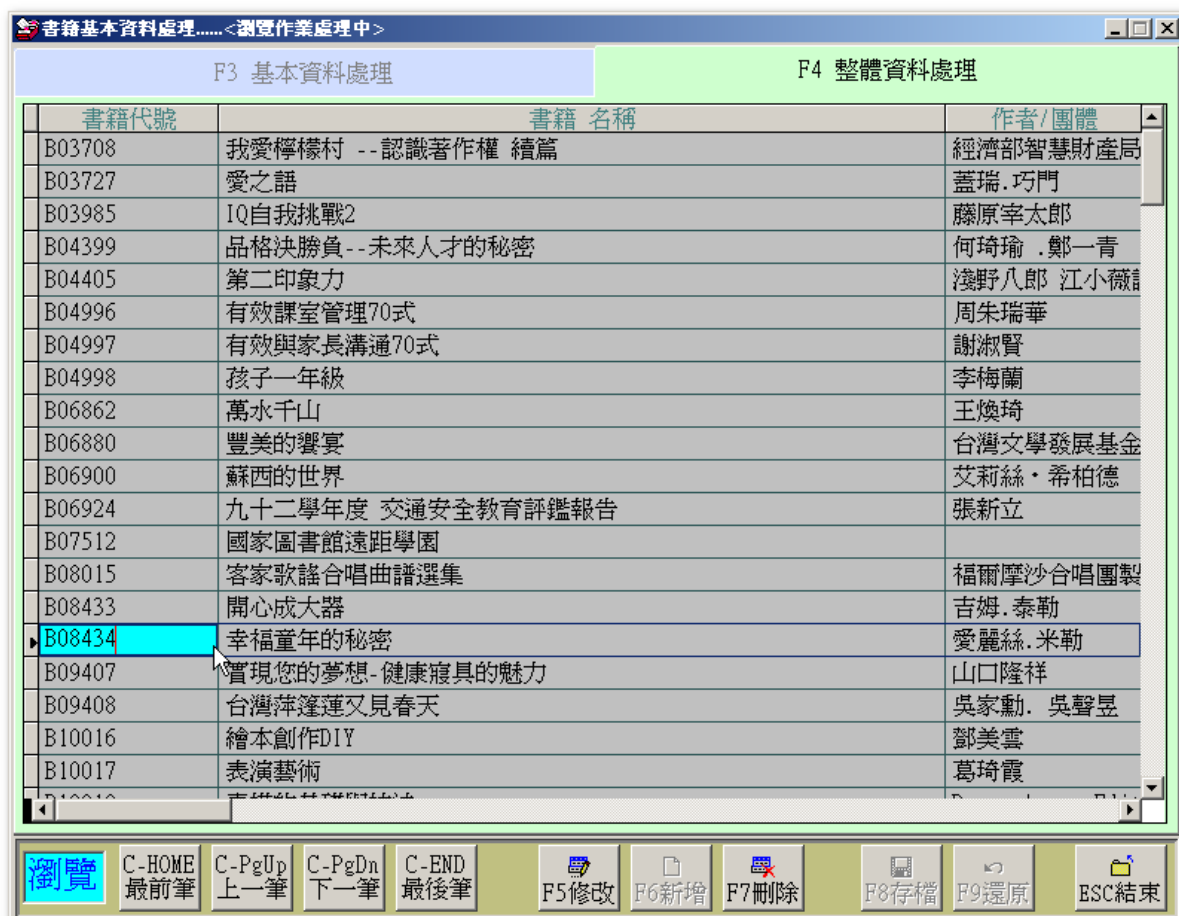 書籍基本資料處理......<瀏覽作業處理中>
F3 基本資料處理 F4 整體資料處理
書籍代號 書籍 名稱 作者/團體
B03708 我愛檸檬村 --認識著作權 續篇 經濟部智慧財產局
B03727 愛之語 蓋瑞.巧門
B03985 IQ自我挑戰2 藤原宰太郎
B04399 品格決勝負--未來人才的秘密 何琦瑜 .鄭一青
B04405 第二印象力 淺野八郎 江小薇
B04996 有效課室管理70式 周朱瑞華
B04997 有效與家長溝通70式 謝淑賢
B04998 孩子一年級 李梅蘭
B06862 萬水千山 王煥琦
B06880 豐美的饗宴 台灣文學發展基金
B06900 蘇西的世界 艾莉絲・希柏德
B06924 九十二學年度 交通安全教育評鑑報告 張新立
B07512 國家圖書館遠距學園
B08015 客家歌謠合唱曲譜選集 福爾摩沙合唱團製
B08433 開心成大器 吉姆.泰勒
B08434 幸福童年的秘密 愛麗絲.米勒
B09407 實現您的夢想-健康寢具的魅力 山口隆祥
B09408 台灣萍蓬蓮又見春天 吳家勳. 吳聲昱
B10016 繪本創作DIY 鄧美雲
B10017 表演藝術 葛琦霞
瀏覽 C-HOME C-PgUp C-PgDn C-END
最前筆 上一筆 下一筆 最後筆 F5修改 F6新增 F7刪除 F8存檔 F9還原 ESC結束